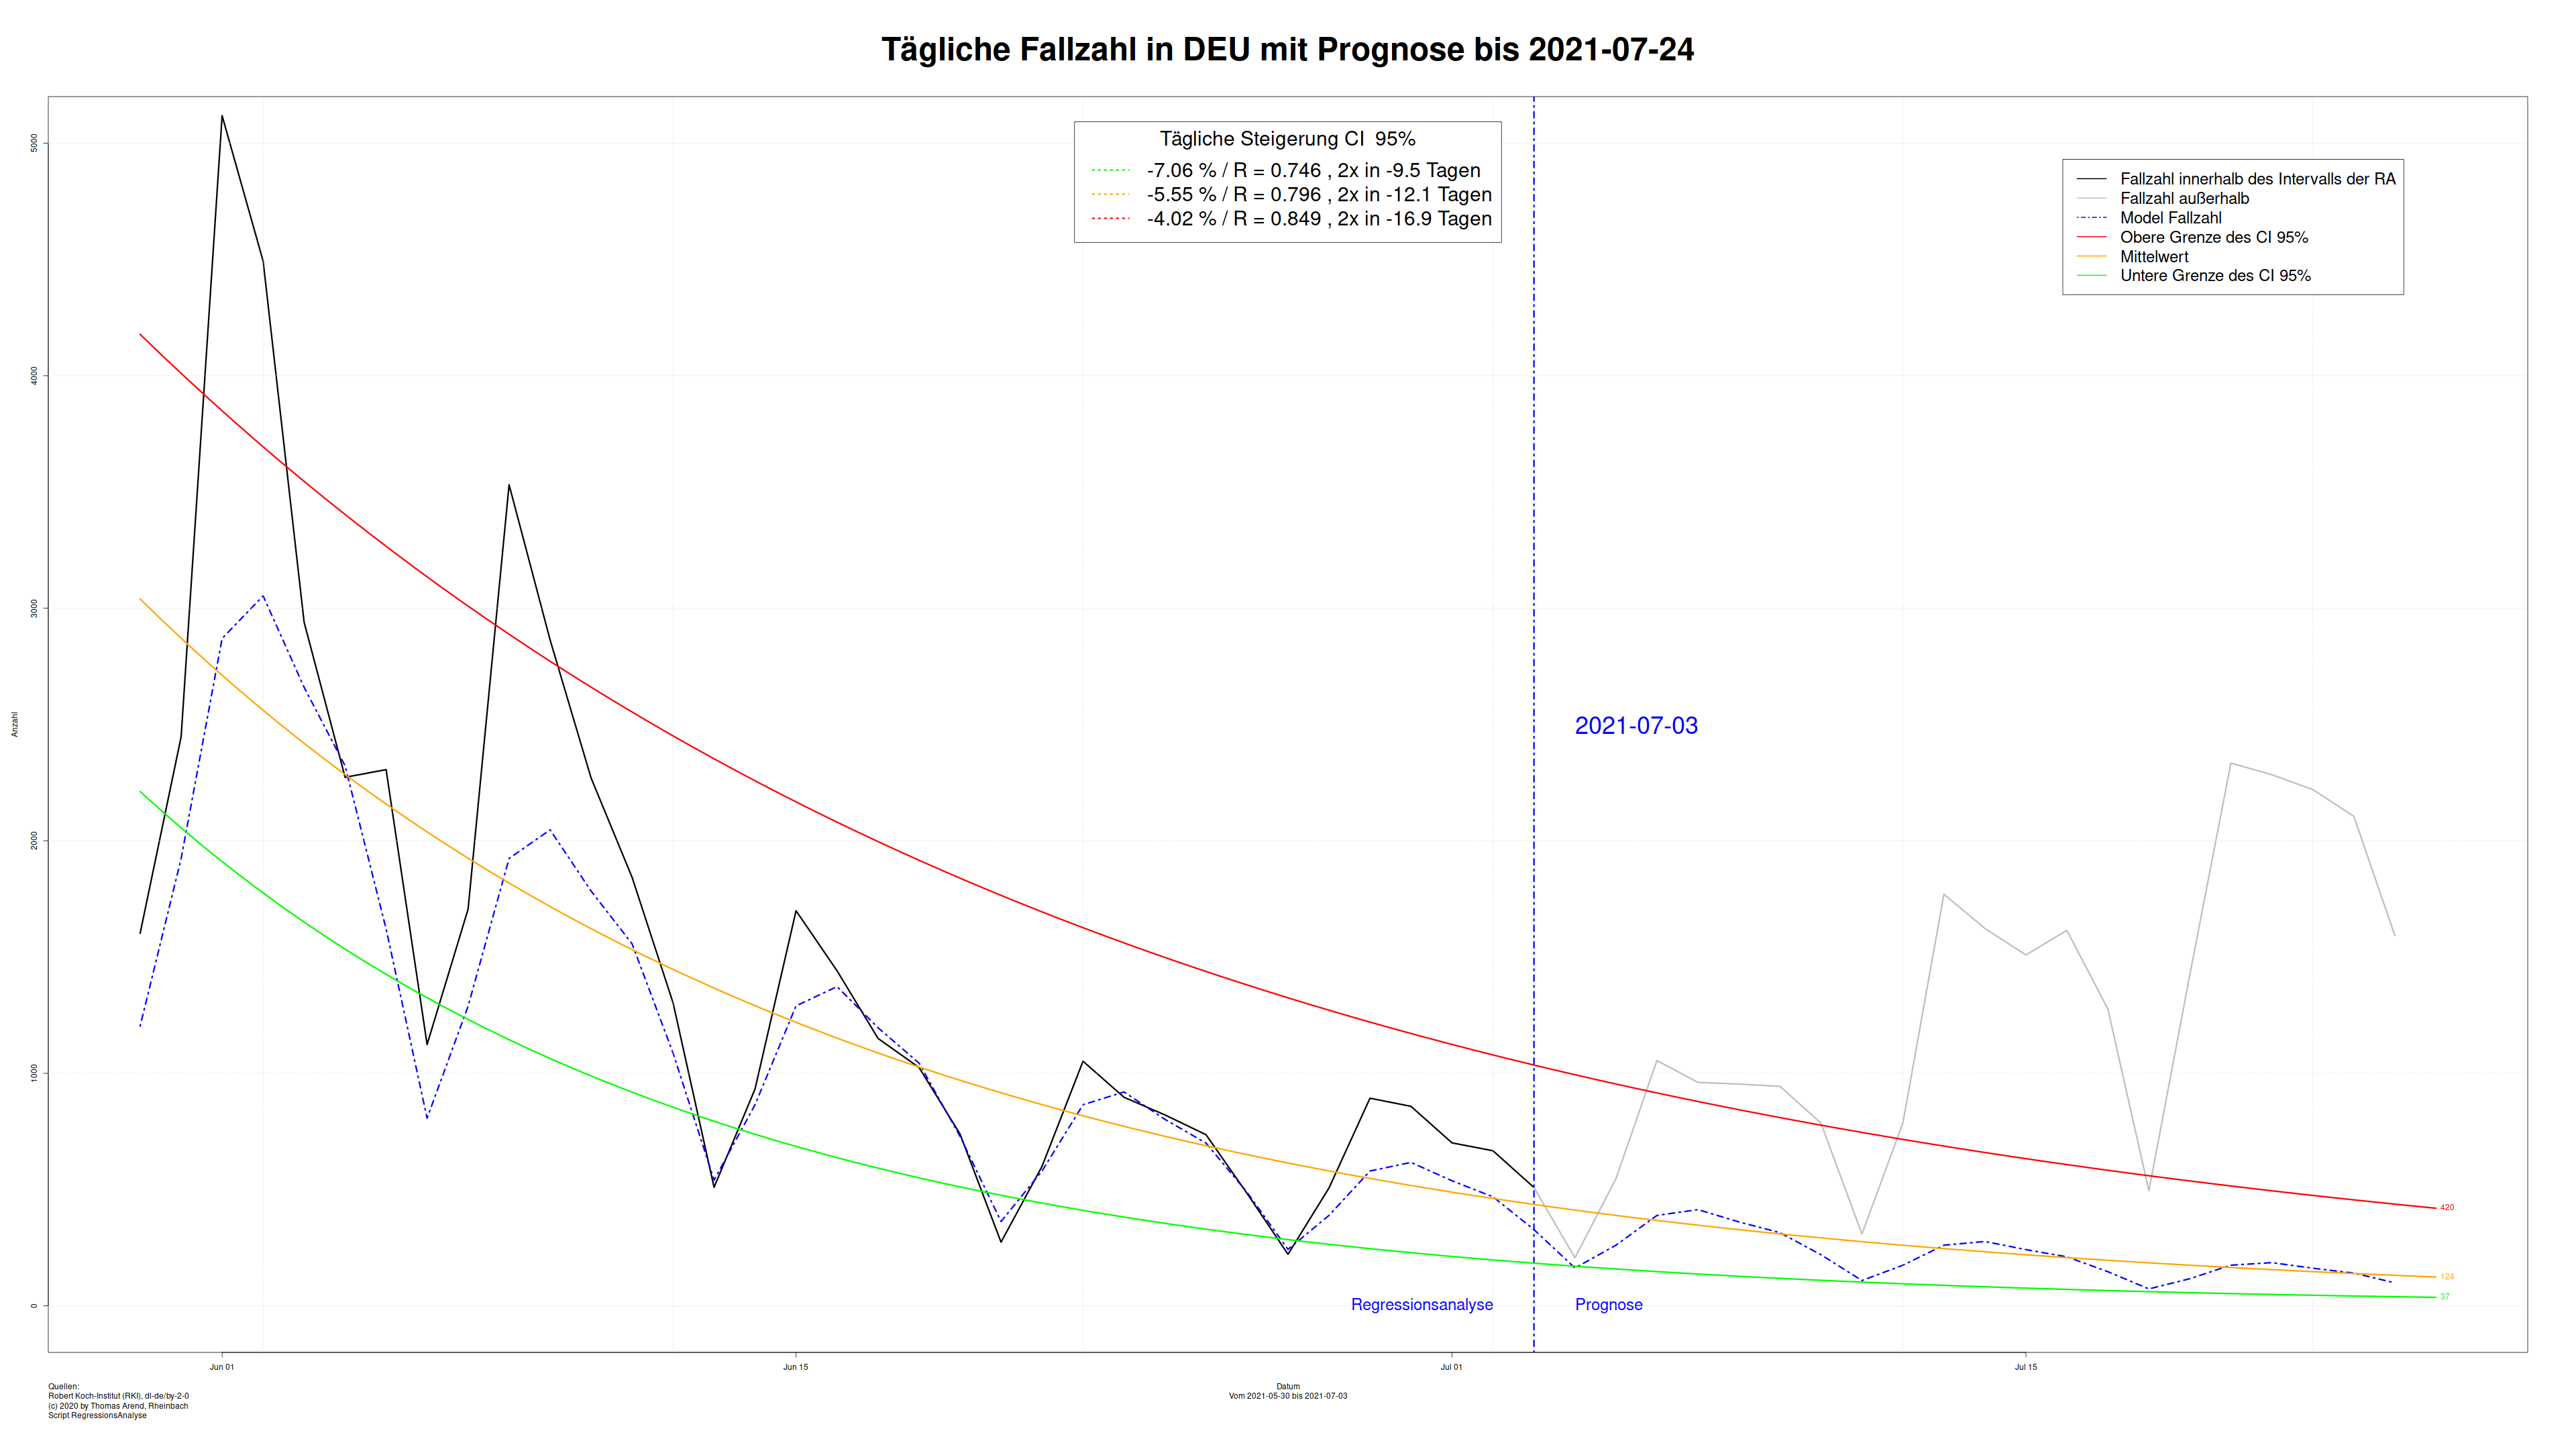 Tägliche Fallzahl in DEU mit Prognose bis 2021-07-24
Tägliche Steigerung CI  95%
-7.06 % / R = 0.746 , 2x in -9.5 Tagen
-5.55 % / R = 0.796 , 2x in -12.1 Tagen
-4.02 % / R = 0.849 , 2x in -16.9 Tagen
Fallzahl innerhalb des Intervalls der RA
Fallzahl außerhalb
Model Fallzahl
Obere Grenze des CI 95%
Mittelwert
Untere Grenze des CI 95%
5000
4000
3000
2000
1000
0
Anzahl
2021-07-03
420
124
37
Regressionsanalyse
Prognose
Jun 01
Jun 15
Jul 01
Jul 15
Datum
Vom 2021-05-30 bis 2021-07-03
Quellen:
Robert Koch-Institut (RKI), dl-de/by-2-0
(c) 2020 by Thomas Arend, Rheinbach
Script RegressionsAnalyse